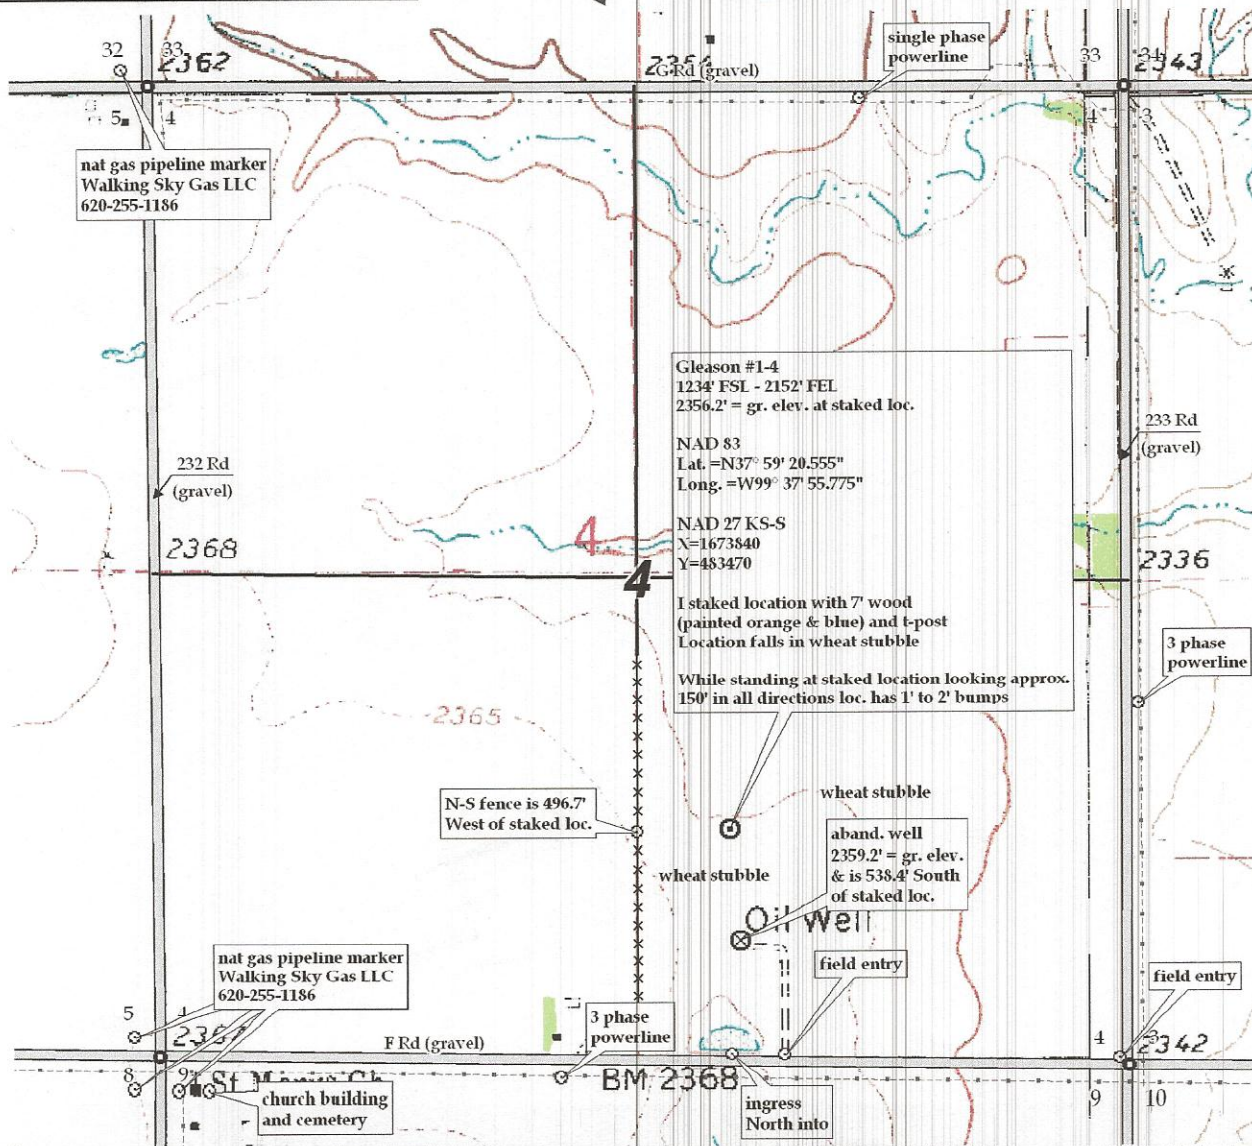 32
33
2362
G Rd (gravel)
single phase
powerline
33
34
2343
5
4
4
3
nat gas pipeline marker
Walking Sky Gas LLC
620-255-1186
Gleason #1-4
1234' FSL - 2152' FEL
2356.2' = gr. elev. at staked loc.
NAD 83
Lat. =N37° 59' 20.555"
Long. =W99° 37' 55.775"
NAD 27 KS-S
X=1673840
Y=483470
I staked location with 7' wood
(painted orange & blue) and t-post
Location falls in wheat stubble
While standing at staked location looking approx.
150' in all directions loc. has 1' to 2' bumps
232 Rd
(gravel)
233 Rd
(gravel)
2368
4
4
2336
3 phase
powerline
2365
N-S fence is 496.7'
West of staked loc.
wheat stubble
aband. well
2359.2' = gr. elev.
& is 538.4' South
of staked loc.
wheat stubble
Oil Well
field entry
field entry
nat gas pipeline marker
Walking Sky Gas LLC
620-255-1186
5
4
F Rd (gravel)
3 phase
powerline
4
3
2342
8
9
BM 2368
church building
and cemetery
ingress
North into
9
10